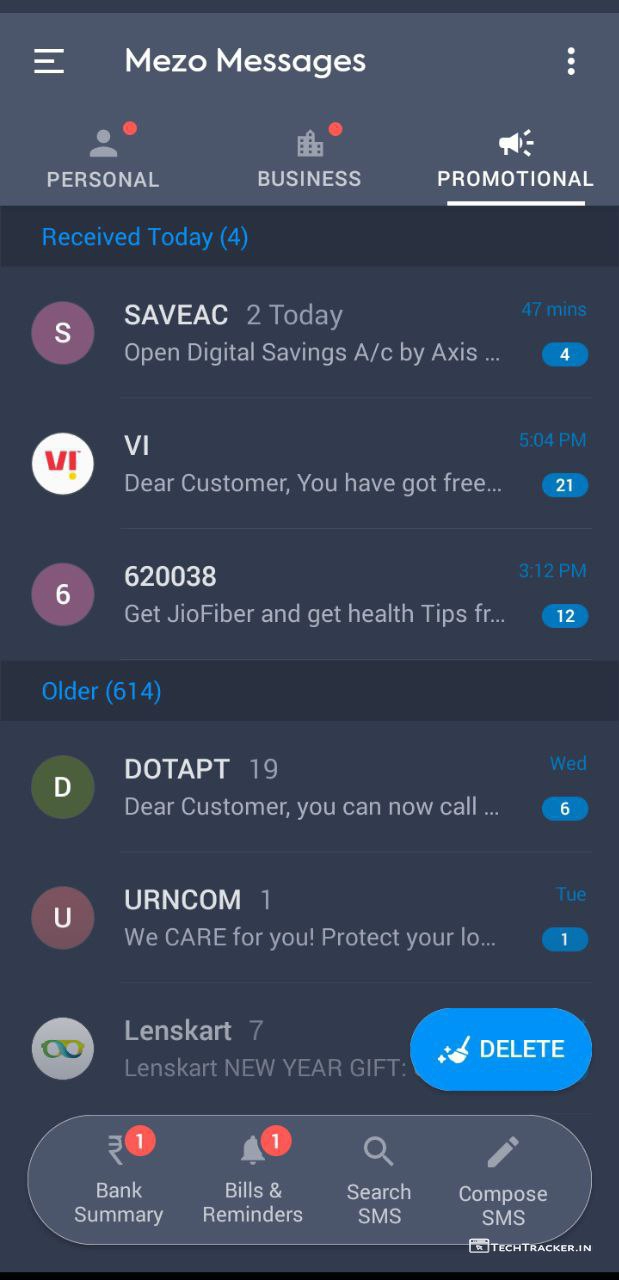 Mezo Messages
PERSONAL
BUSINESS
PROMOTIONAL
Received Today (4)
S
SAVEAC 2 Today
47 mins
Open Digital Savings A/c by Axis ...
4
VI
VI
5:04 PM
Dear Customer, You have got free...
21
6
620038
3:12 PM
Get JioFiber and get health Tips fr...
12
Older (614)
D
DOTAPT 19
Wed
Dear Customer, you can now call ...
6
U
URNCOM 1
Tue
We CARE for you! Protect your lo...
1
Lenskart 7
Lenskart NEW YEAR GIFT:
DELETE
₹ 1
Bank
Summary
1
Bills &
Reminders
Search
SMS
Compose
SMS
TECHTRACKER.IN